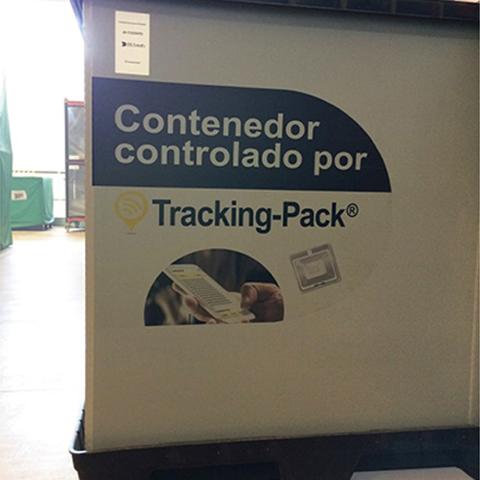 Contenedor
controlado por
Tracking-Pack®